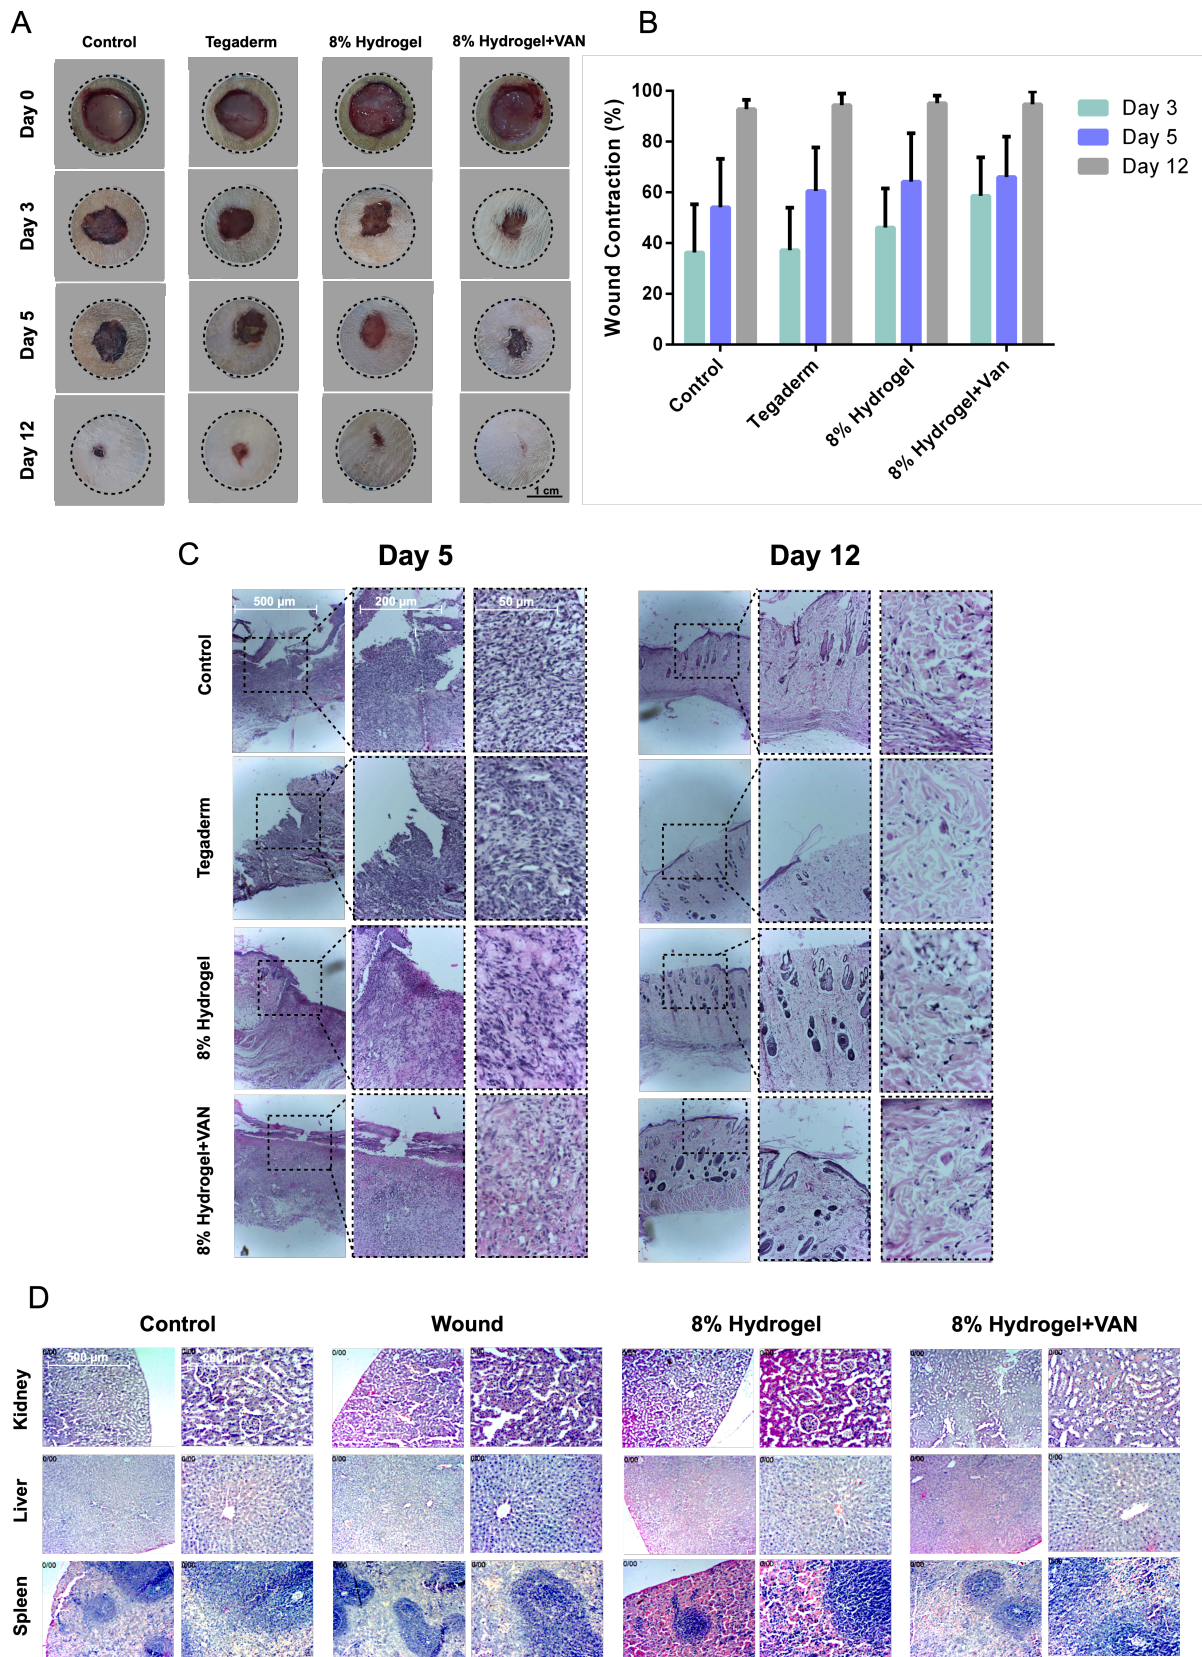 A
Control Tegaderm 8% Hydrogel 8% Hydrogel+VAN
Day 0
Day 3
Day 5
Day 12
1 cm
B
Wound Contraction (%)
100
80
60
40
20
0
Control
Tegaderm
8% Hydrogel
8% Hydrogel+Van
Day 3
Day 5
Day 12
C
Day 5 Day 12
500 µm 200 µm 50 µm
Control
Tegaderm
8% Hydrogel
8% Hydrogel+VAN
D
Control Wound 8% Hydrogel 8% Hydrogel+VAN
500 µm 200 µm
Kidney
Liver
Spleen